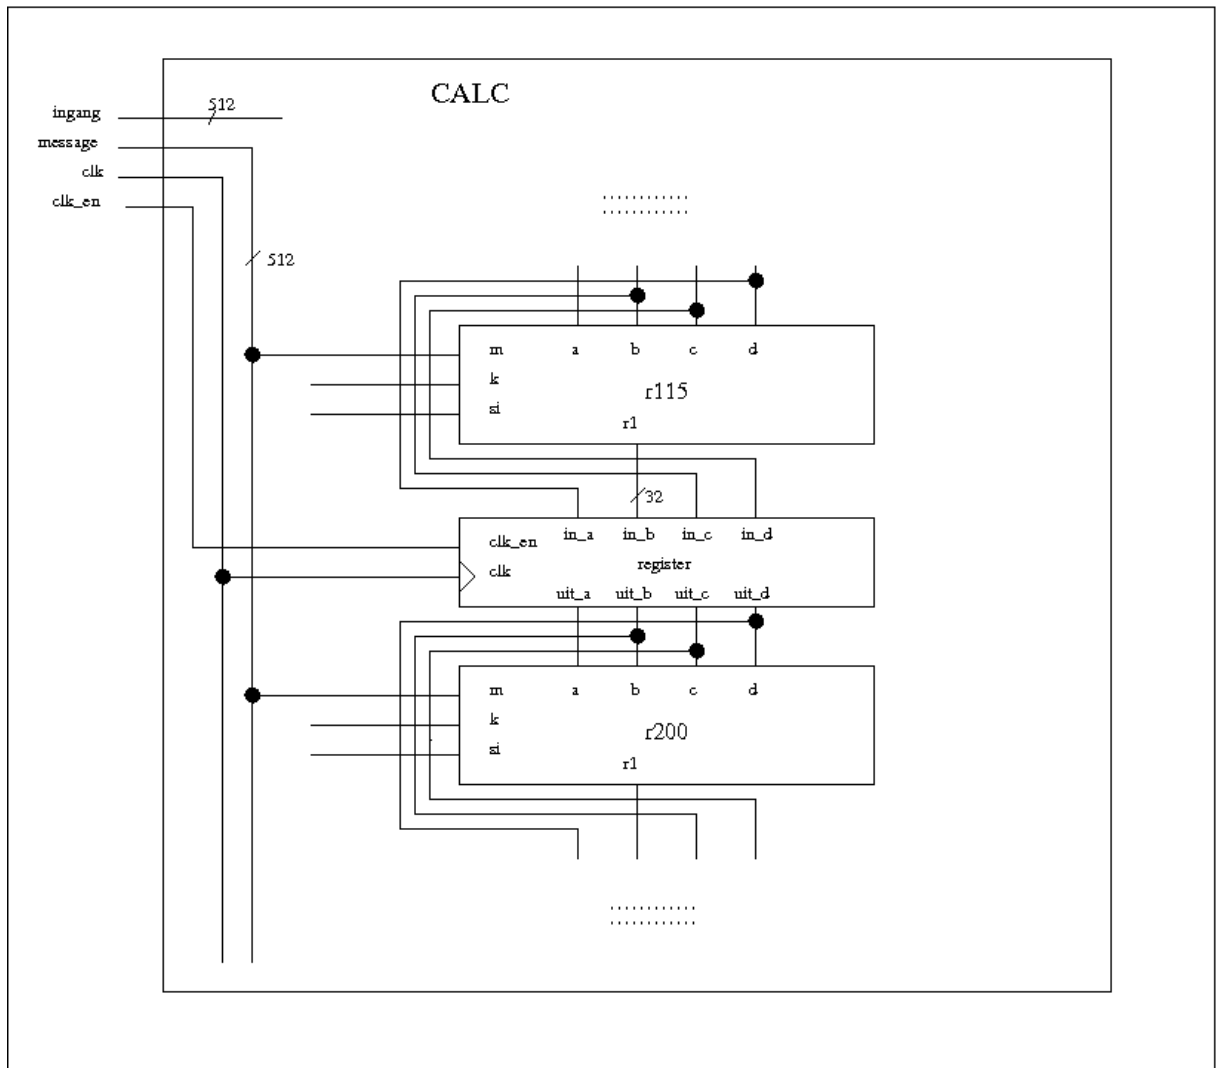 CALC
ingang 512
message
clk
clk_en
512
m a b c d
k
r115
si
r1
32
in_a in_b in_c in_d
clk_en
register
clk
uit_a uit_b uit_c uit_d
m a b c d
k
r200
si
r1